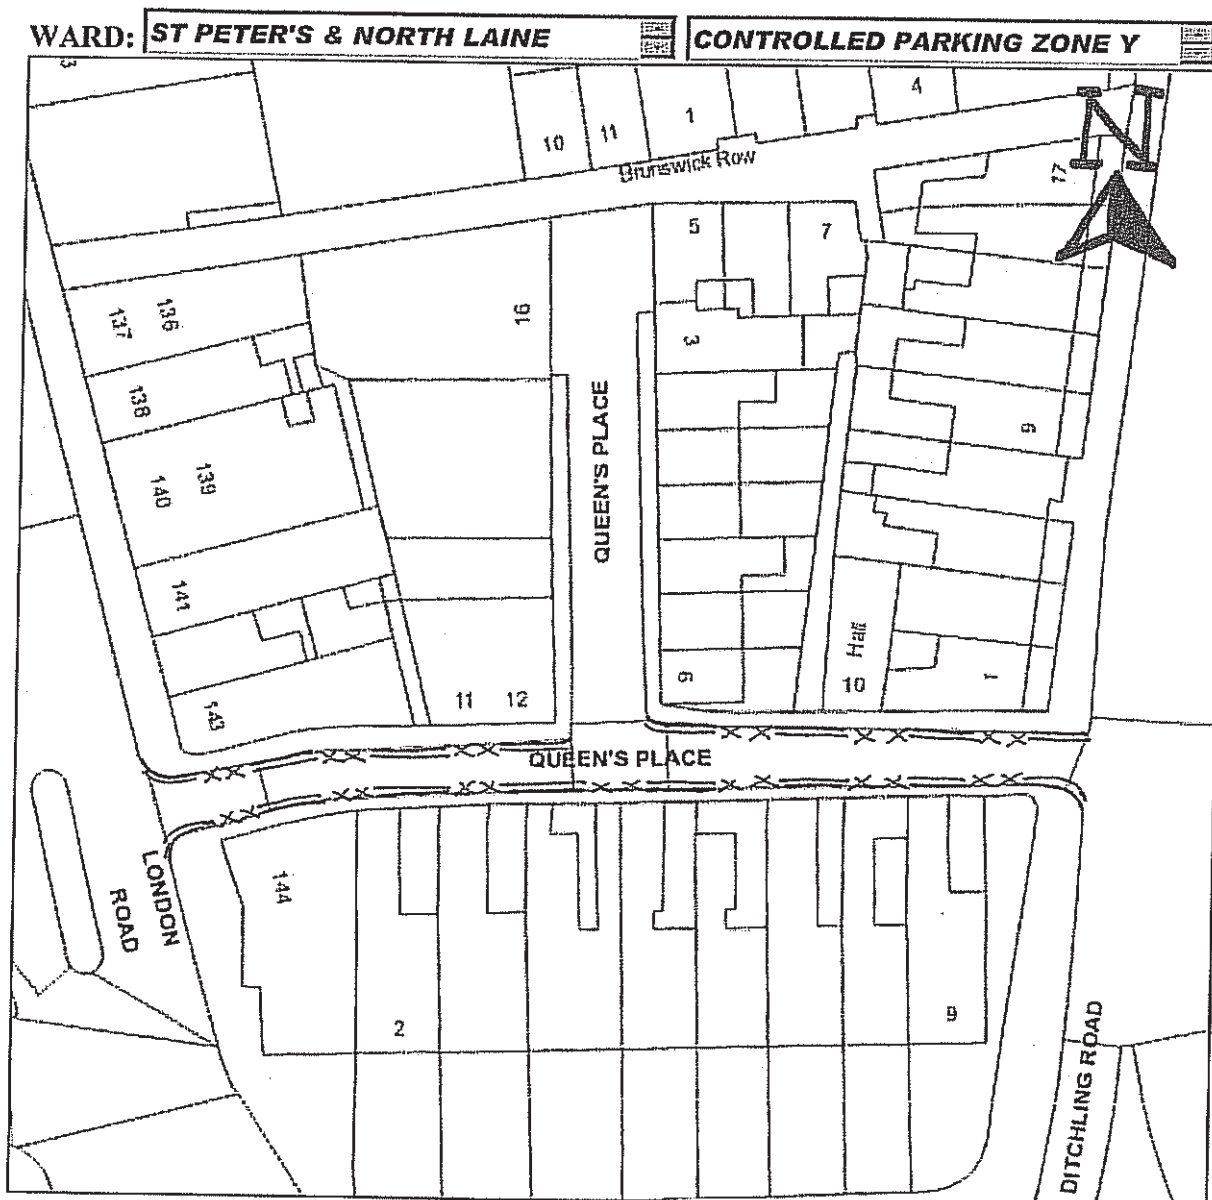 WARD: ST PETER'S & NORTH LAINE CONTROLLED PARKING ZONE Y
3
4
1
10 11
N
Brunswick Row
17
5
7
16
136
137
3
138
QUEEN'S PLACE
9
139
140
141
Hall
9
1
10
11 12
143
QUEEN'S PLACE
144
LONDON
ROAD
2
9
DITCHLING ROAD